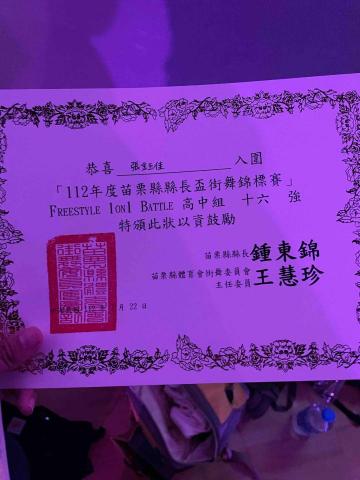 恭喜 張鈺佳 入圍
「112年度苗栗縣縣長盃街舞錦標賽」
FREESTYLE 1ON1 BATTLE 高中組 十六 強
特頒此狀以資鼓勵
苗栗縣縣長 鍾東錦
苗栗縣體育會街舞委員會
主任委員 王慧珍
月 22 日